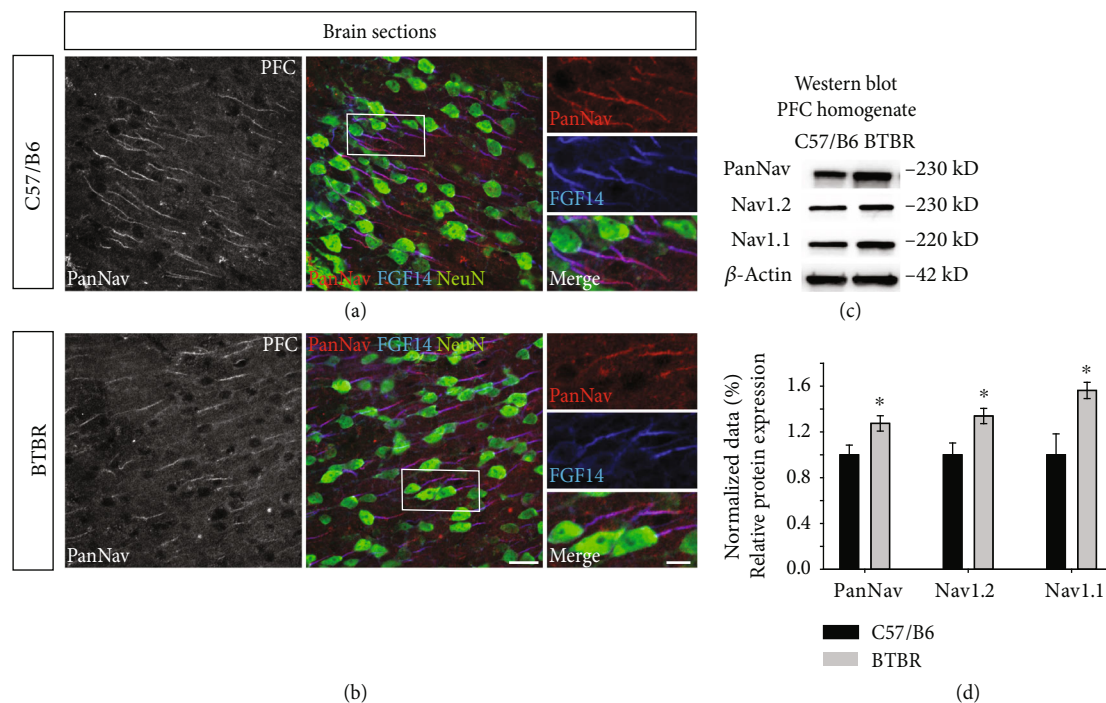 Brain sections
C57/B6
PFC
PanNav
PanNav FGF14 NeuN
PanNav
FGF14
Merge
(a)
BTBR
PFC
PanNav
PanNav FGF14 NeuN
PanNav
FGF14
Merge
(b)
Western blot
PFC homogenate
C57/B6 BTBR
PanNav –230 kD
Nav1.2 –230 kD
Nav1.1 –220 kD
β-Actin –42 kD
(c)
Normalized data (%)
Relative protein expression
1.6
1.2
0.8
0.4
0.0
* * *
PanNav Nav1.2 Nav1.1
C57/B6
BTBR
(d)